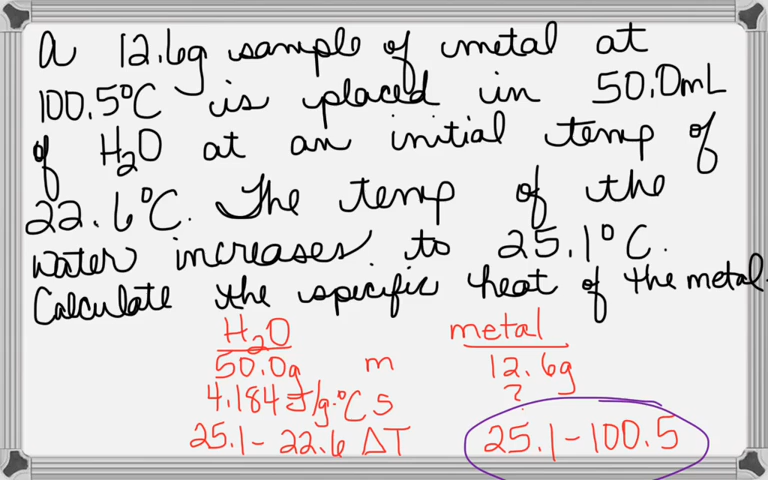 A 12.6g sample of metal at
100.5°C is placed in 50.0mL
of H₂O at an initial temp of
22.6°C. The temp of the
water increases to 25.1°C.
Calculate the specific heat of the metal.
H₂O metal
50.0g m 12.6g
4.184 J/g·°C s ?
25.1 - 22.6 ΔT 25.1 - 100.5